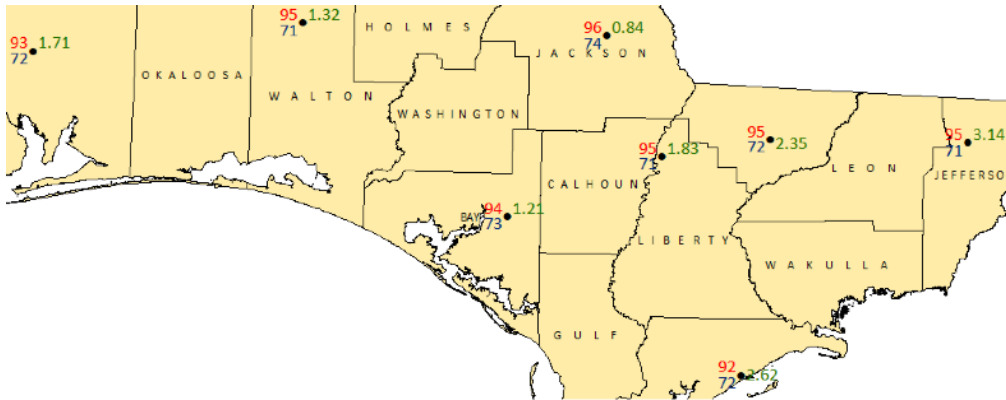 95 1.32
71
HOLMES
96 0.84
74
JACKSON
93 1.71
72
OKALOOSA
WALTON
WASHINGTON
95 2.35
72
95 3.14
71
95 1.83
71
LEON
JEFFERSO
CALHOUN
94 1.21
BAY 73
LIBERTY
WAKULLA
GULF
92
72 2.62